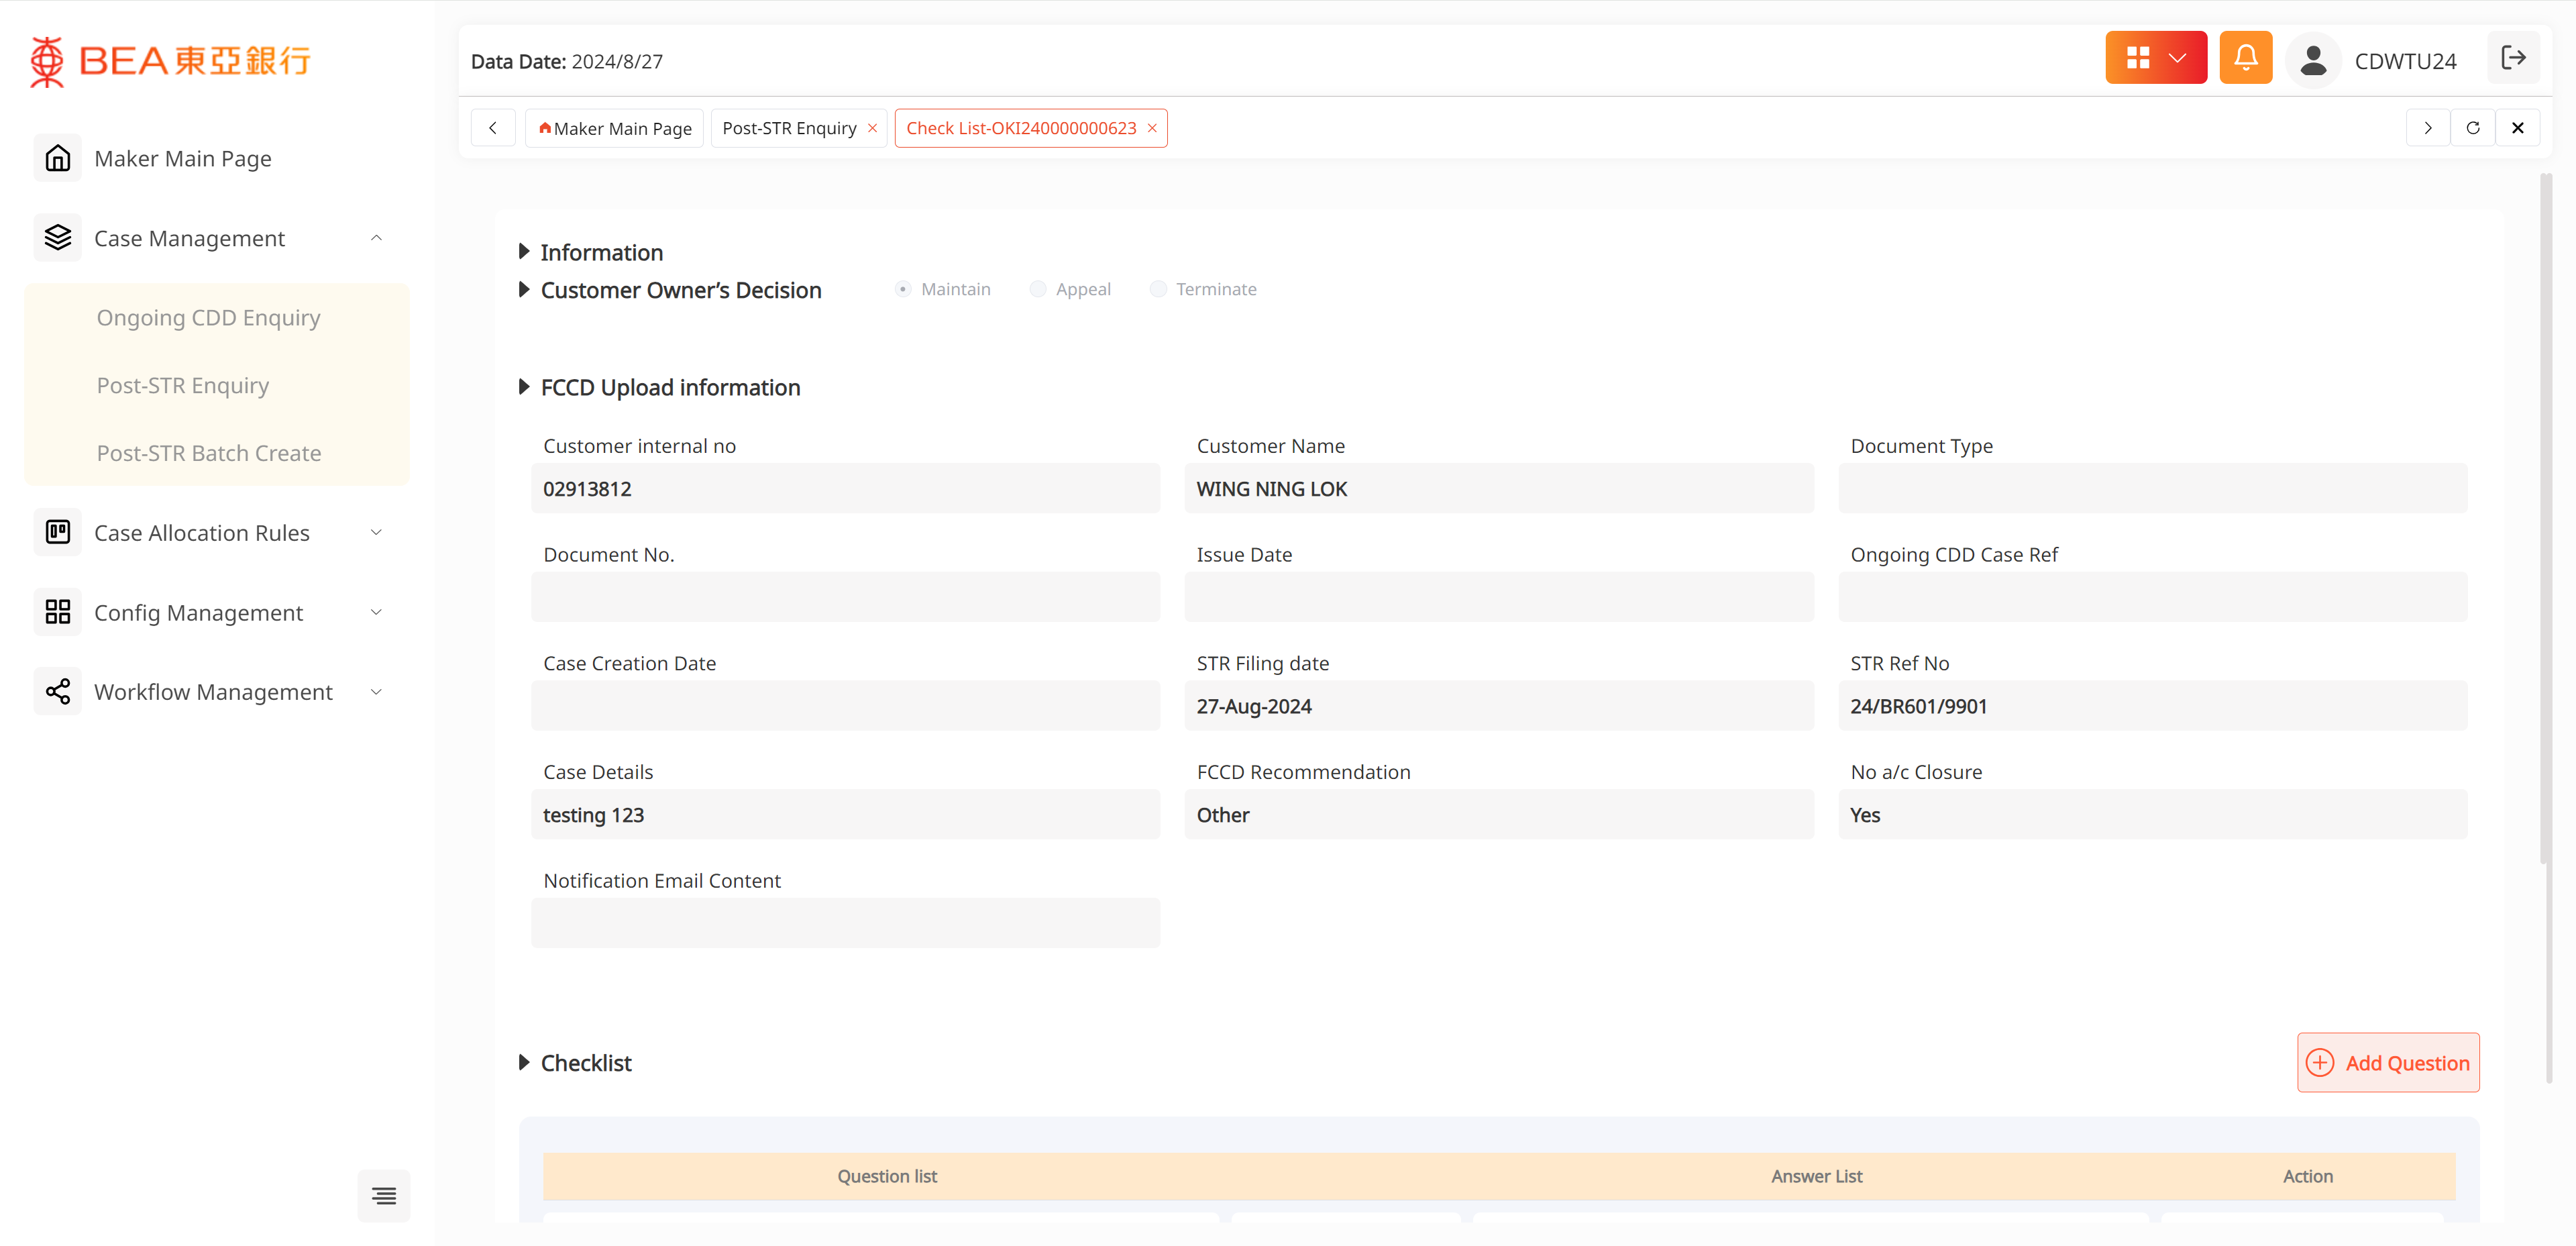 BEA東亞銀行
Data Date: 2024/8/27
CDWTU24
Maker Main Page
Post-STR Enquiry
Check List-OKI240000000623
Maker Main Page
Case Management
Ongoing CDD Enquiry
Post-STR Enquiry
Post-STR Batch Create
Case Allocation Rules
Config Management
Workflow Management
Information
Customer Owner’s Decision Maintain Appeal Terminate
FCCD Upload information
Customer internal no Customer Name Document Type
02913812 WING NING LOK
Document No. Issue Date Ongoing CDD Case Ref
Case Creation Date STR Filing date STR Ref No
27-Aug-2024 24/BR601/9901
Case Details FCCD Recommendation No a/c Closure
testing 123 Other Yes
Notification Email Content
Checklist Add Question
Question list Answer List Action